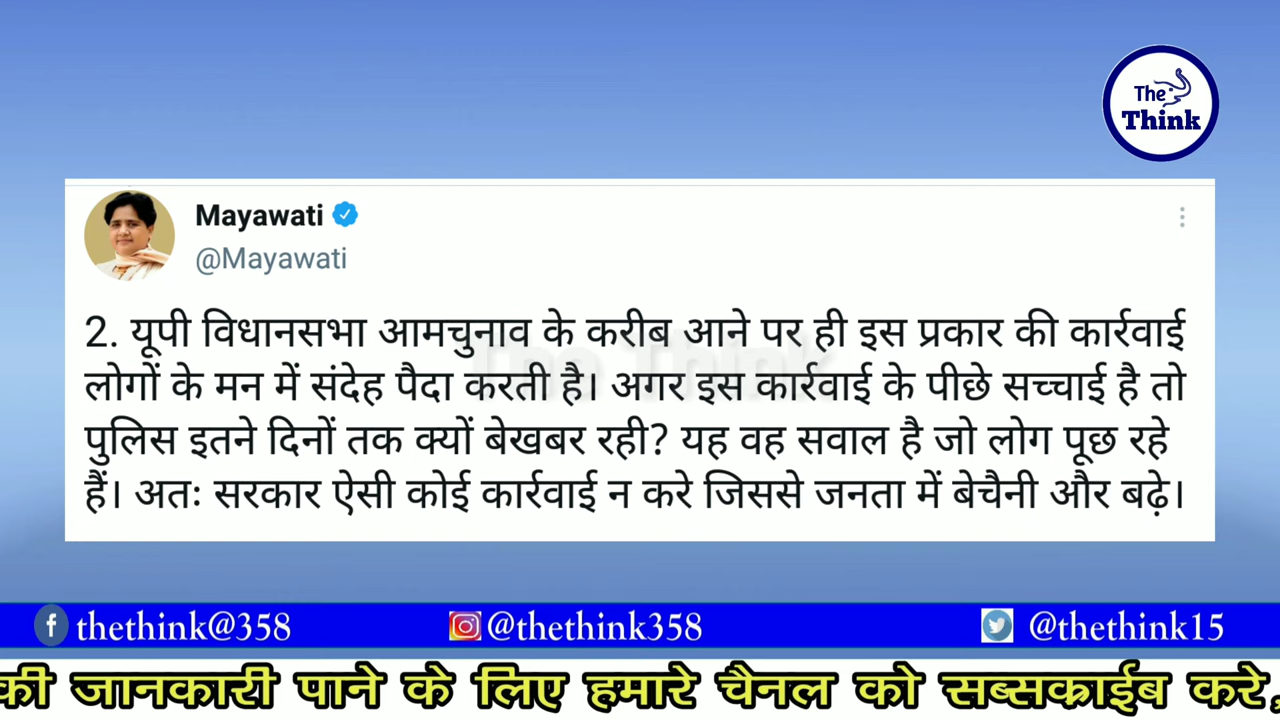 The
Think
Mayawati
@Mayawati
2. यूपी विधानसभा आमचुनाव के करीब आने पर ही इस प्रकार की कार्रवाई
लोगों के मन में संदेह पैदा करती है। अगर इस कार्रवाई के पीछे सच्चाई है तो
पुलिस इतने दिनों तक क्यों बेखबर रही? यह वह सवाल है जो लोग पूछ रहे
हैं। अतः सरकार ऐसी कोई कार्रवाई न करे जिससे जनता में बेचैनी और बढ़े।
The Think
thethink@358 @thethink358 @thethink15
की जानकारी पाने के लिए हमारे चैनल को सब्सक्राईब करे,